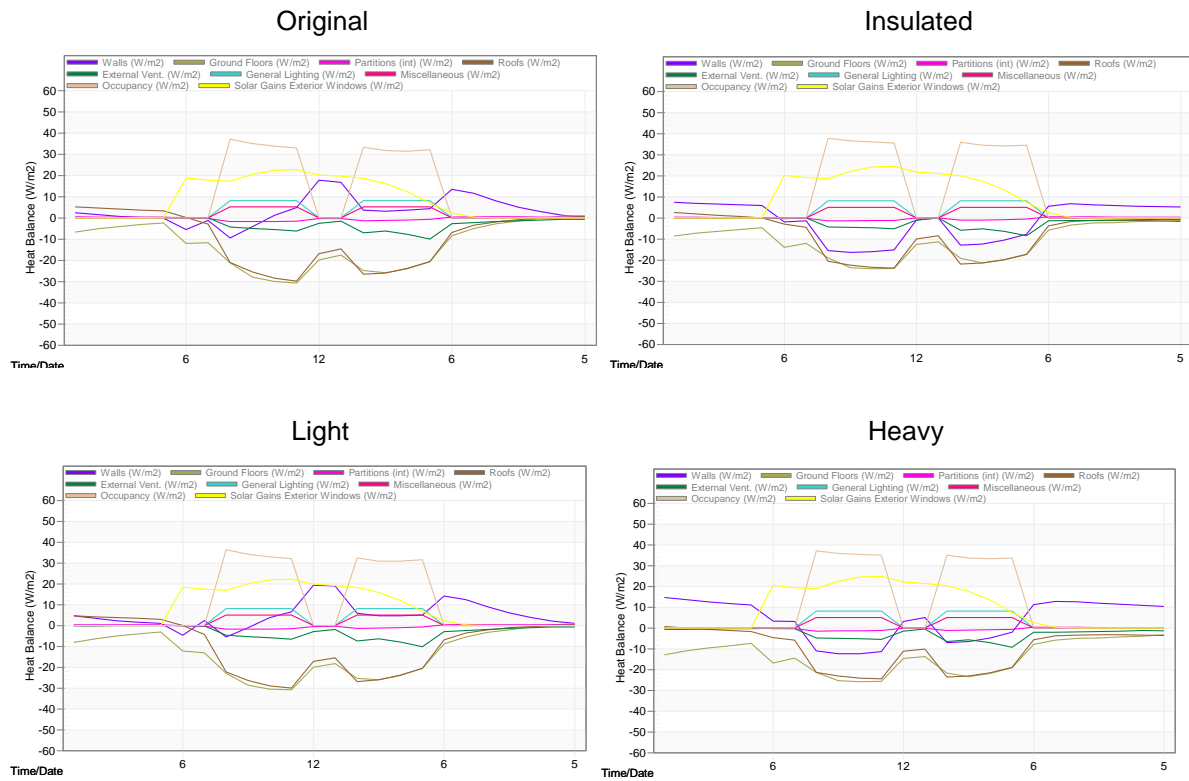 Original
Walls (W/m2) Ground Floors (W/m2) Partitions (int) (W/m2) Roofs (W/m2)
External Vent. (W/m2) General Lighting (W/m2) Miscellaneous (W/m2)
Occupancy (W/m2) Solar Gains Exterior Windows (W/m2)
Heat Balance (W/m2)
60
50
40
30
20
10
0
-10
-20
-30
-40
-50
-60
6 12 6 5
Time/Date
Insulated
Walls (W/m2) Ground Floors (W/m2) Partitions (int) (W/m2) Roofs (W/m2)
External Vent. (W/m2) General Lighting (W/m2) Miscellaneous (W/m2)
Occupancy (W/m2) Solar Gains Exterior Windows (W/m2)
Heat Balance (W/m2)
60
50
40
30
20
10
0
-10
-20
-30
-40
-50
-60
6 12 6 5
Time/Date
Light
Walls (W/m2) Ground Floors (W/m2) Partitions (int) (W/m2) Roofs (W/m2)
External Vent. (W/m2) General Lighting (W/m2) Miscellaneous (W/m2)
Occupancy (W/m2) Solar Gains Exterior Windows (W/m2)
Heat Balance (W/m2)
60
50
40
30
20
10
0
-10
-20
-30
-40
-50
-60
6 12 6 5
Time/Date
Heavy
Walls (W/m2) Ground Floors (W/m2) Partitions (int) (W/m2) Roofs (W/m2)
External Vent. (W/m2) General Lighting (W/m2) Miscellaneous (W/m2)
Occupancy (W/m2) Solar Gains Exterior Windows (W/m2)
Heat Balance (W/m2)
60
50
40
30
20
10
0
-10
-20
-30
-40
-50
-60
6 12 6 5
Time/Date